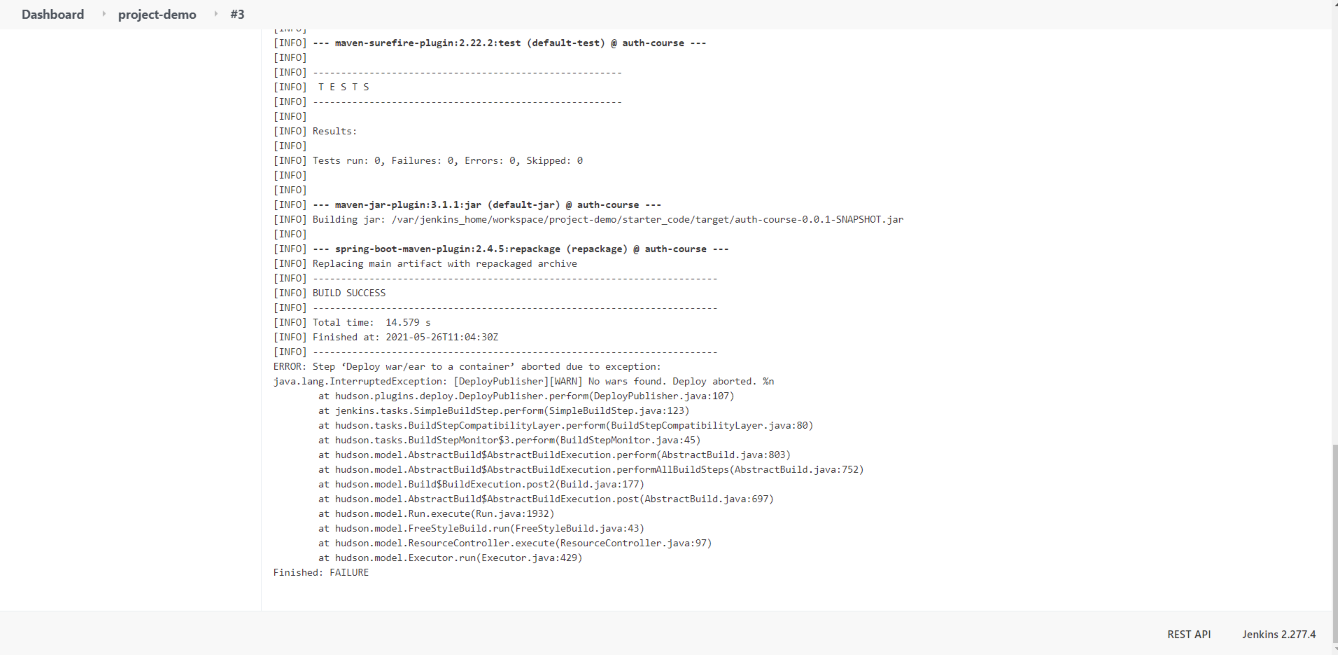 Dashboard project-demo #3
[INFO]
[INFO] --- maven-surefire-plugin:2.22.2:test (default-test) @ auth-course ---
[INFO]
[INFO] -------------------------------------------------------
[INFO]  T E S T S
[INFO] -------------------------------------------------------
[INFO]
[INFO] Results:
[INFO]
[INFO] Tests run: 0, Failures: 0, Errors: 0, Skipped: 0
[INFO]
[INFO]
[INFO] --- maven-jar-plugin:3.1.1:jar (default-jar) @ auth-course ---
[INFO] Building jar: /var/jenkins_home/workspace/project-demo/starter_code/target/auth-course-0.0.1-SNAPSHOT.jar
[INFO]
[INFO] --- spring-boot-maven-plugin:2.4.5:repackage (repackage) @ auth-course ---
[INFO] Replacing main artifact with repackaged archive
[INFO] ------------------------------------------------------------------------
[INFO] BUILD SUCCESS
[INFO] ------------------------------------------------------------------------
[INFO] Total time:  14.579 s
[INFO] Finished at: 2021-05-26T11:04:30Z
[INFO] ------------------------------------------------------------------------
ERROR: Step ‘Deploy war/ear to a container’ aborted due to exception:
java.lang.InterruptedException: [DeployPublisher][WARN] No wars found. Deploy aborted. %n
at hudson.plugins.deploy.DeployPublisher.perform(DeployPublisher.java:107)
at jenkins.tasks.SimpleBuildStep.perform(SimpleBuildStep.java:123)
at hudson.tasks.BuildStepCompatibilityLayer.perform(BuildStepCompatibilityLayer.java:80)
at hudson.tasks.BuildStepMonitor$3.perform(BuildStepMonitor.java:45)
at hudson.model.AbstractBuild$AbstractBuildExecution.perform(AbstractBuild.java:803)
at hudson.model.AbstractBuild$AbstractBuildExecution.performAllBuildSteps(AbstractBuild.java:752)
at hudson.model.Build$BuildExecution.post2(Build.java:177)
at hudson.model.AbstractBuild$AbstractBuildExecution.post(AbstractBuild.java:697)
at hudson.model.Run.execute(Run.java:1932)
at hudson.model.FreeStyleBuild.run(FreeStyleBuild.java:43)
at hudson.model.ResourceController.execute(ResourceController.java:97)
at hudson.model.Executor.run(Executor.java:429)
Finished: FAILURE
REST API Jenkins 2.277.4